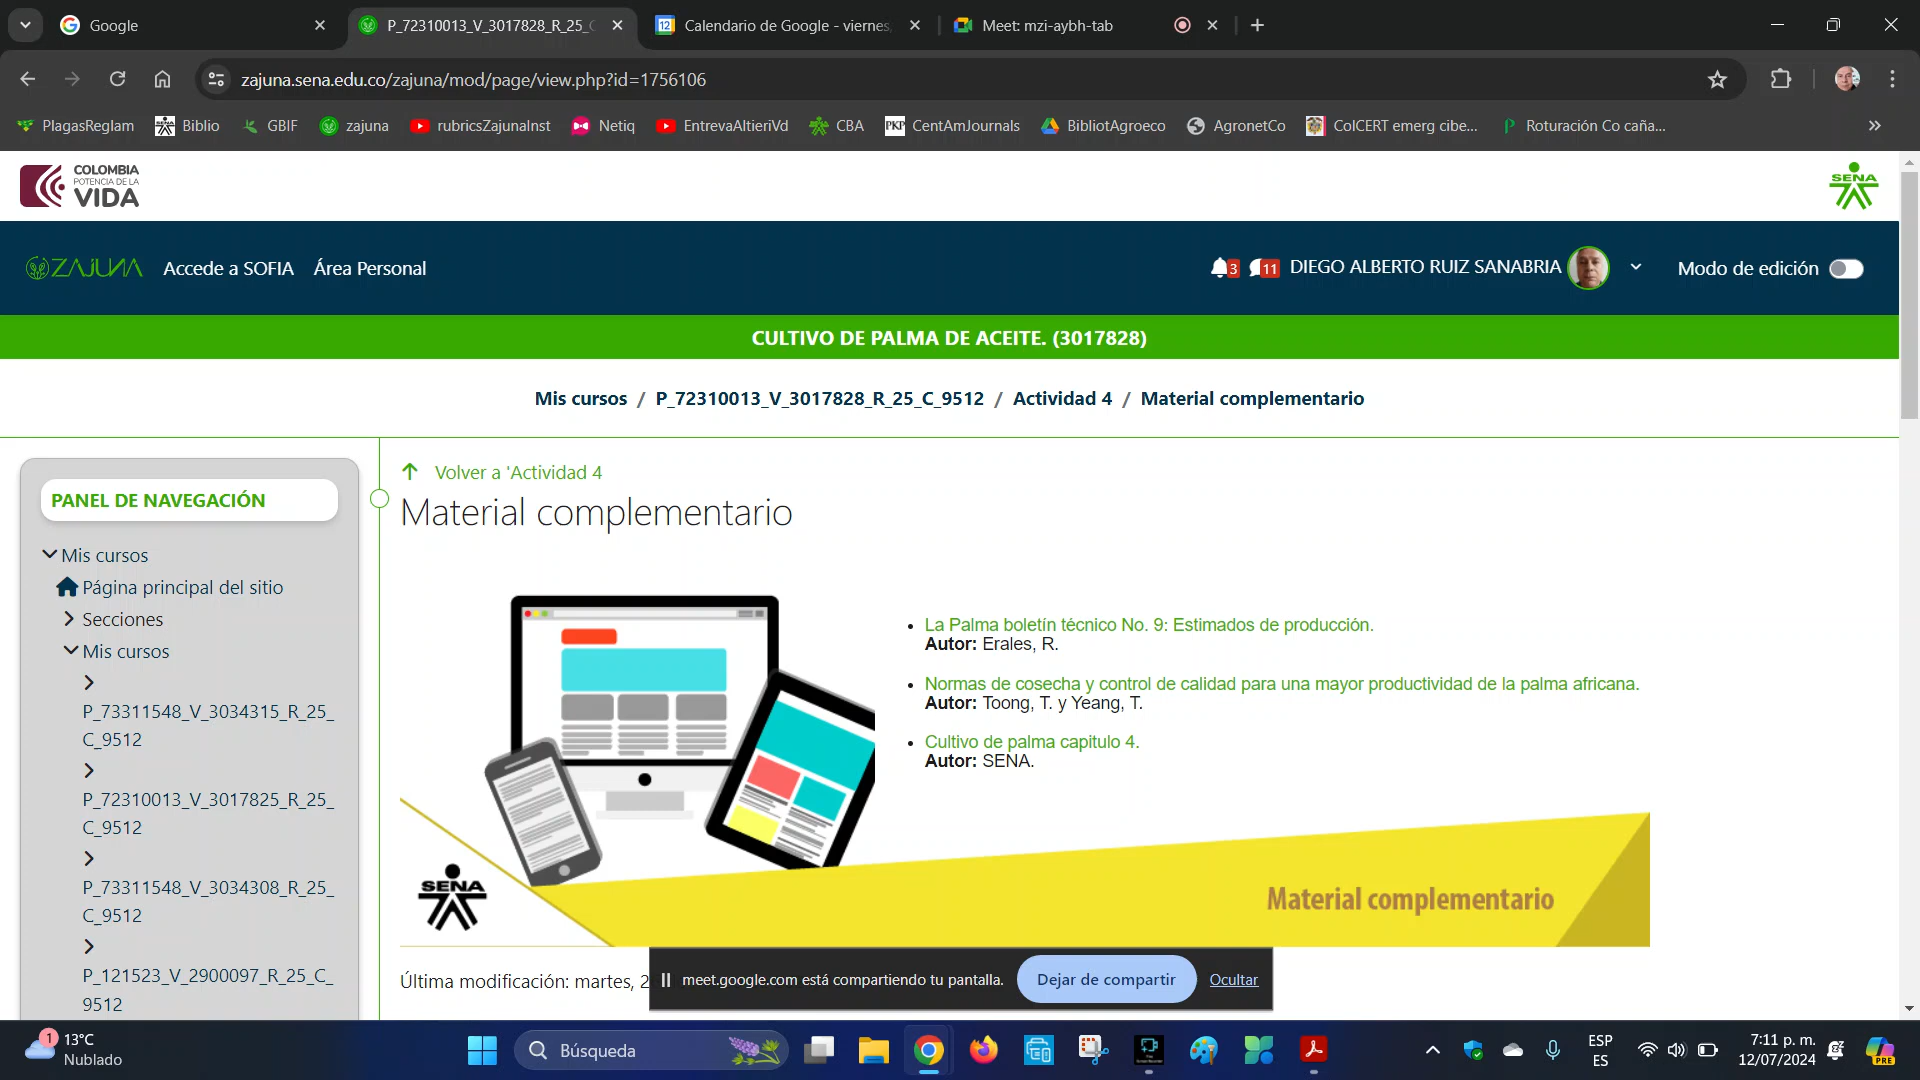 Google
P_72310013_V_3017828_R_25_C
Calendario de Google - viernes,
Meet: mzi-aybh-tab
zajuna.sena.edu.co/zajuna/mod/page/view.php?id=1756106
PlagasReglam
Biblio
GBIF
zajuna
rubricsZajunaInst
Netiq
EntrevaAltieriVd
CBA
CentAmJournals
BibliotAgroeco
AgronetCo
ColCERT emerg cibe...
Roturación Co caña...
COLOMBIA
POTENCIA DE LA
VIDA
SENA
ZAJUNA
Accede a SOFIA
Área Personal
3
11
DIEGO ALBERTO RUIZ SANABRIA
Modo de edición
CULTIVO DE PALMA DE ACEITE. (3017828)
Mis cursos / P_72310013_V_3017828_R_25_C_9512 / Actividad 4 / Material complementario
PANEL DE NAVEGACIÓN
Mis cursos
Página principal del sitio
Secciones
Mis cursos
P_73311548_V_3034315_R_25_
C_9512
P_72310013_V_3017825_R_25_
C_9512
P_73311548_V_3034308_R_25_
C_9512
P_121523_V_2900097_R_25_C_
9512
Volver a 'Actividad 4
Material complementario
La Palma boletín técnico No. 9: Estimados de producción.
Autor: Erales, R.
Normas de cosecha y control de calidad para una mayor productividad de la palma africana.
Autor: Toong, T. y Yeang, T.
Cultivo de palma capitulo 4.
Autor: SENA.
SENA
Material complementario
Última modificación: martes, 2
meet.google.com está compartiendo tu pantalla.
Dejar de compartir
Ocultar
1
13°C
Nublado
Búsqueda
ESP
ES
7:11 p. m.
12/07/2024
PRE